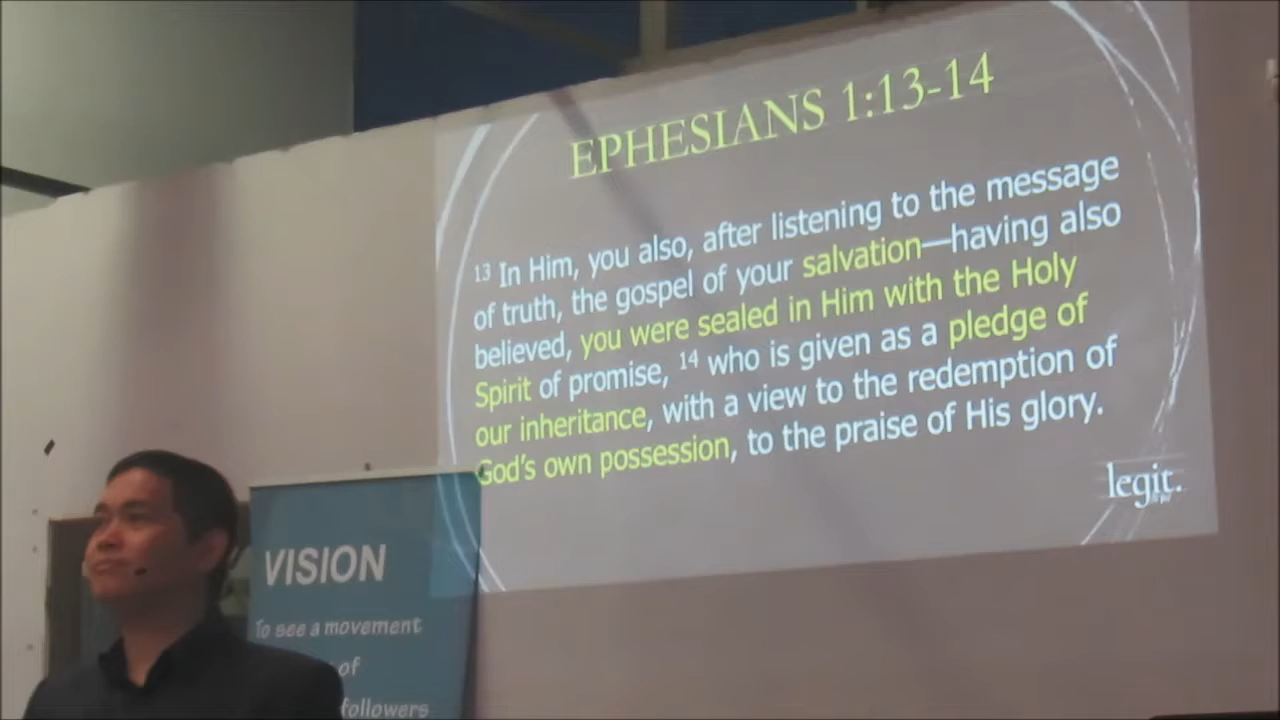 EPHESIANS 1:13-14
13 In Him, you also, after listening to the message
of truth, the gospel of your salvation—having also
believed, you were sealed in Him with the Holy
Spirit of promise, 14 who is given as a pledge of
our inheritance, with a view to the redemption of
God's own possession, to the praise of His glory.
legit.
VISION
To see a movement
of
followers